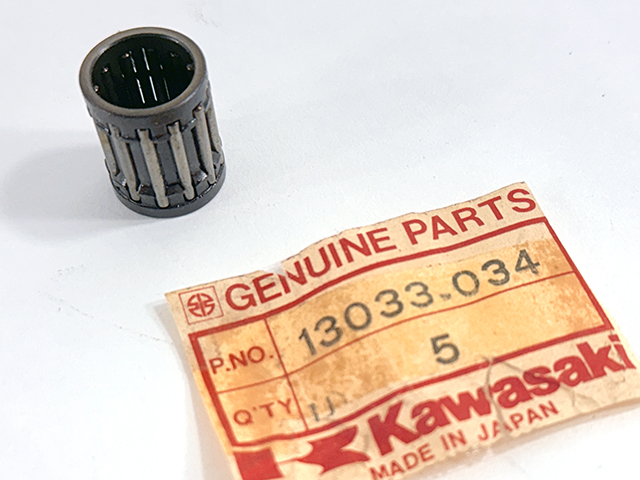 GENUINE PARTS
P.NO. 13033-034
5
Q'TY
Kawasaki
MADE IN JAPAN